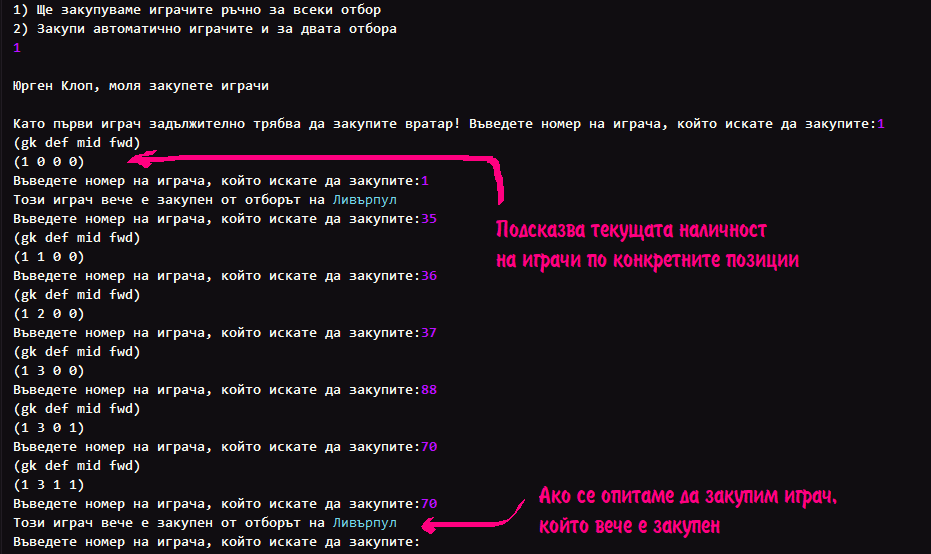 1) Ще закупуваме играчите ръчно за всеки отбор
2) Закупи автоматично играчите и за двата отбора
1
Юрген Клоп, моля закупете играчи
Като първи играч задължително трябва да закупите вратар! Въведете номер на играча, който искате да закупите:1
(gk def mid fwd)
(1 0 0 0)
Въведете номер на играча, който искате да закупите:1
Този играч вече е закупен от отборът на Ливърпул
Въведете номер на играча, който искате да закупите:35
(gk def mid fwd)
(1 1 0 0)
Въведете номер на играча, който искате да закупите:36
(gk def mid fwd)
(1 2 0 0)
Въведете номер на играча, който искате да закупите:37
(gk def mid fwd)
(1 3 0 0)
Въведете номер на играча, който искате да закупите:88
(gk def mid fwd)
(1 3 0 1)
Въведете номер на играча, който искате да закупите:70
(gk def mid fwd)
(1 3 1 1)
Въведете номер на играча, който искате да закупите:70
Този играч вече е закупен от отборът на Ливърпул
Въведете номер на играча, който искате да закупите:
Подсказва текущата наличност
на играчи по конкретните позиции
Ако се опитаме да закупим играч,
който вече е закупен